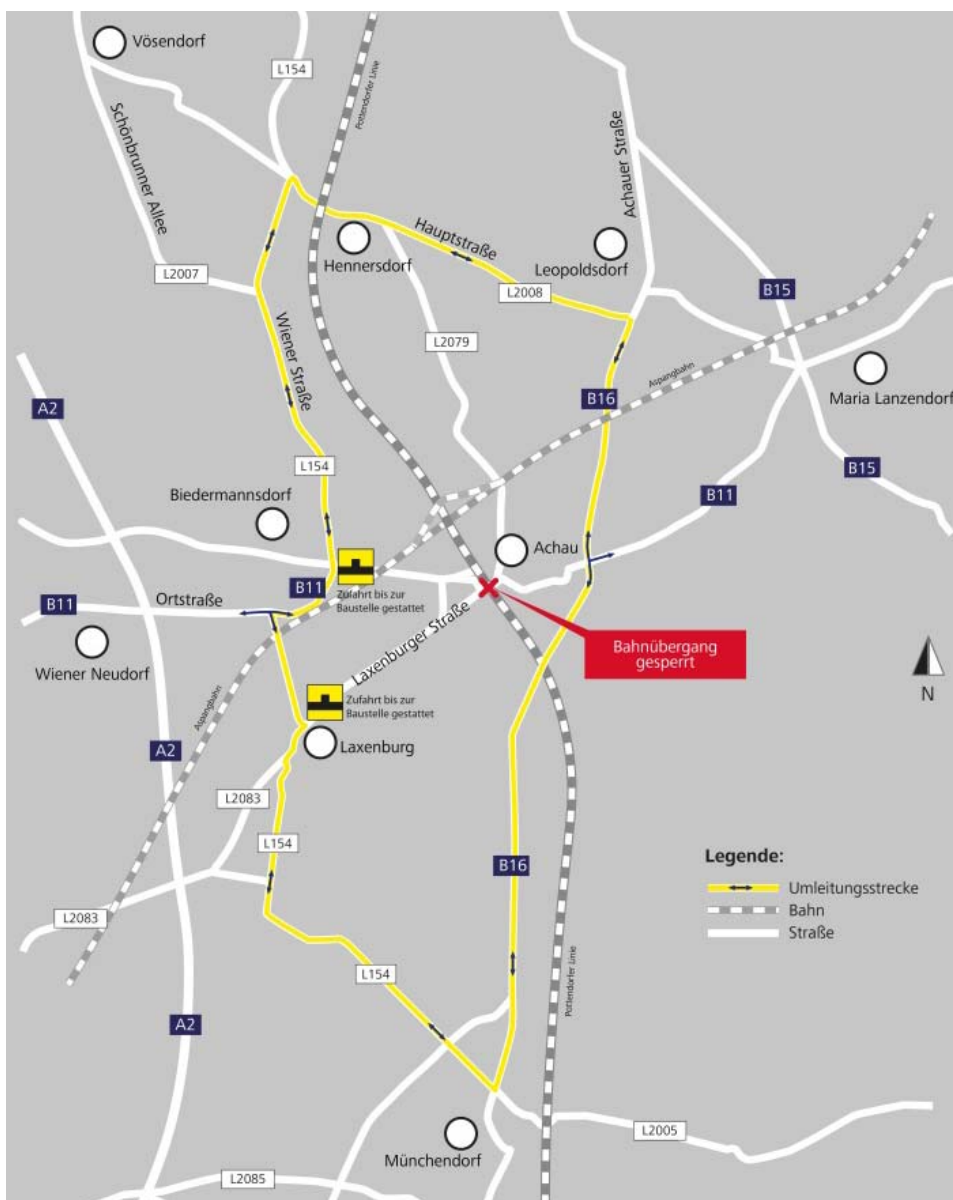 Vösendorf
L154
Pottendorfer Linie
Schönbrunner Allee
Achauer Straße
Hauptstraße
Hennersdorf
Leopoldsdorf
L2007
L2008
B15
Wiener Straße
L2079
Aspangbahn
Maria Lanzendorf
A2
B16
L154
B15
B11
Biedermannsdorf
Achau
B11
Zufahrt bis zur
Baustelle gestattet
B11
Ortstraße
Laxenburger Straße
Bahnübergang
gesperrt
Wiener Neudorf
N
Zufahrt bis zur
Baustelle gestattet
Aspangbahn
A2
Laxenburg
L2083
L154
B16
Legende:
Umleitungsstrecke
Bahn
Straße
L2083
L154
Pottendorfer Linie
A2
Münchendorf
L2005
L2085